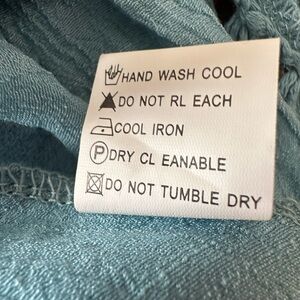 HAND WASH COOL
DO NOT RL EACH
COOL IRON
P DRY CL EANABLE
DO NOT TUMBLE DRY